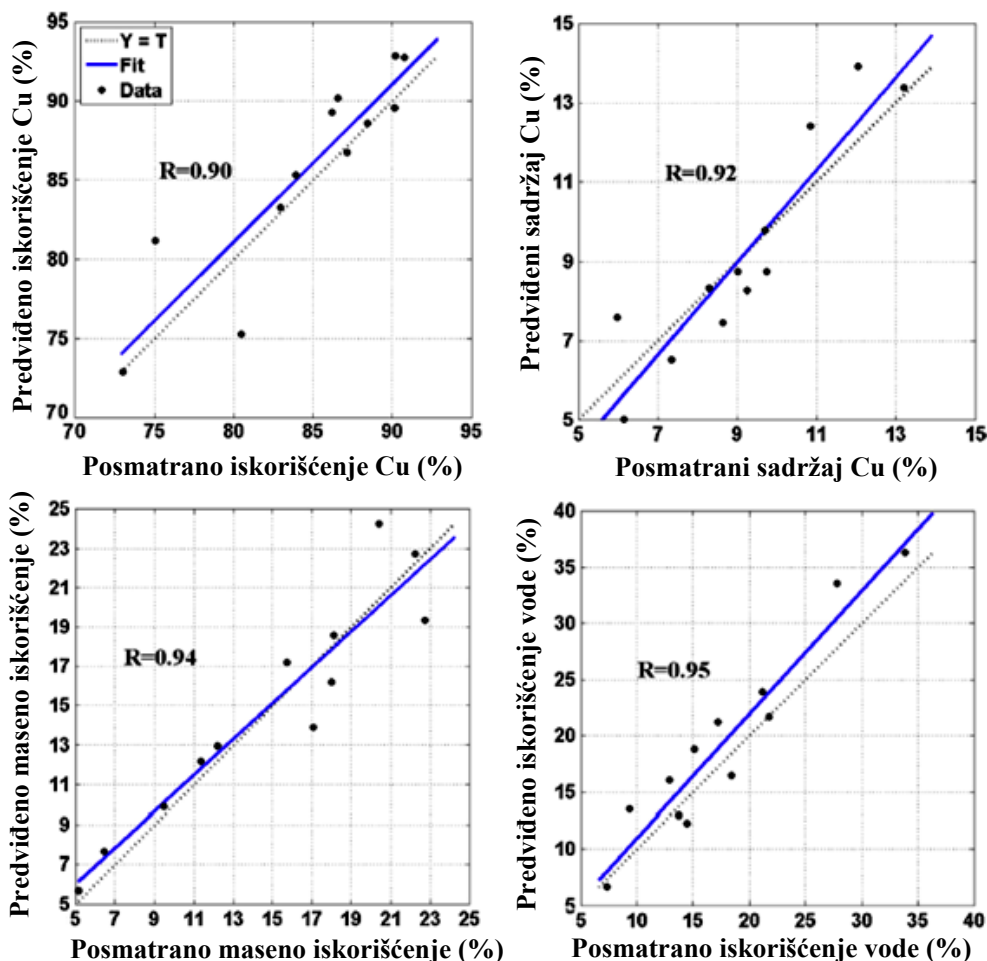 Predviđeno iskorišćenje Cu (%)
95
90
85
80
75
70
Y = T
Fit
Data
R=0.90
70 75 80 85 90 95
Posmatrano iskorišćenje Cu (%)
Predviđeni sadržaj Cu (%)
15
13
11
9
7
5
R=0.92
5 7 9 11 13 15
Posmatrani sadržaj Cu (%)
Predviđeno maseno iskorišćenje (%)
25
23
21
19
17
15
13
11
9
7
5
R=0.94
5 7 9 11 13 15 17 19 21 23 25
Posmatrano maseno iskorišćenje (%)
Predviđeno iskorišćenje vode (%)
40
35
30
25
20
15
10
5
R=0.95
5 10 15 20 25 30 35 40
Posmatrano iskorišćenje vode (%)